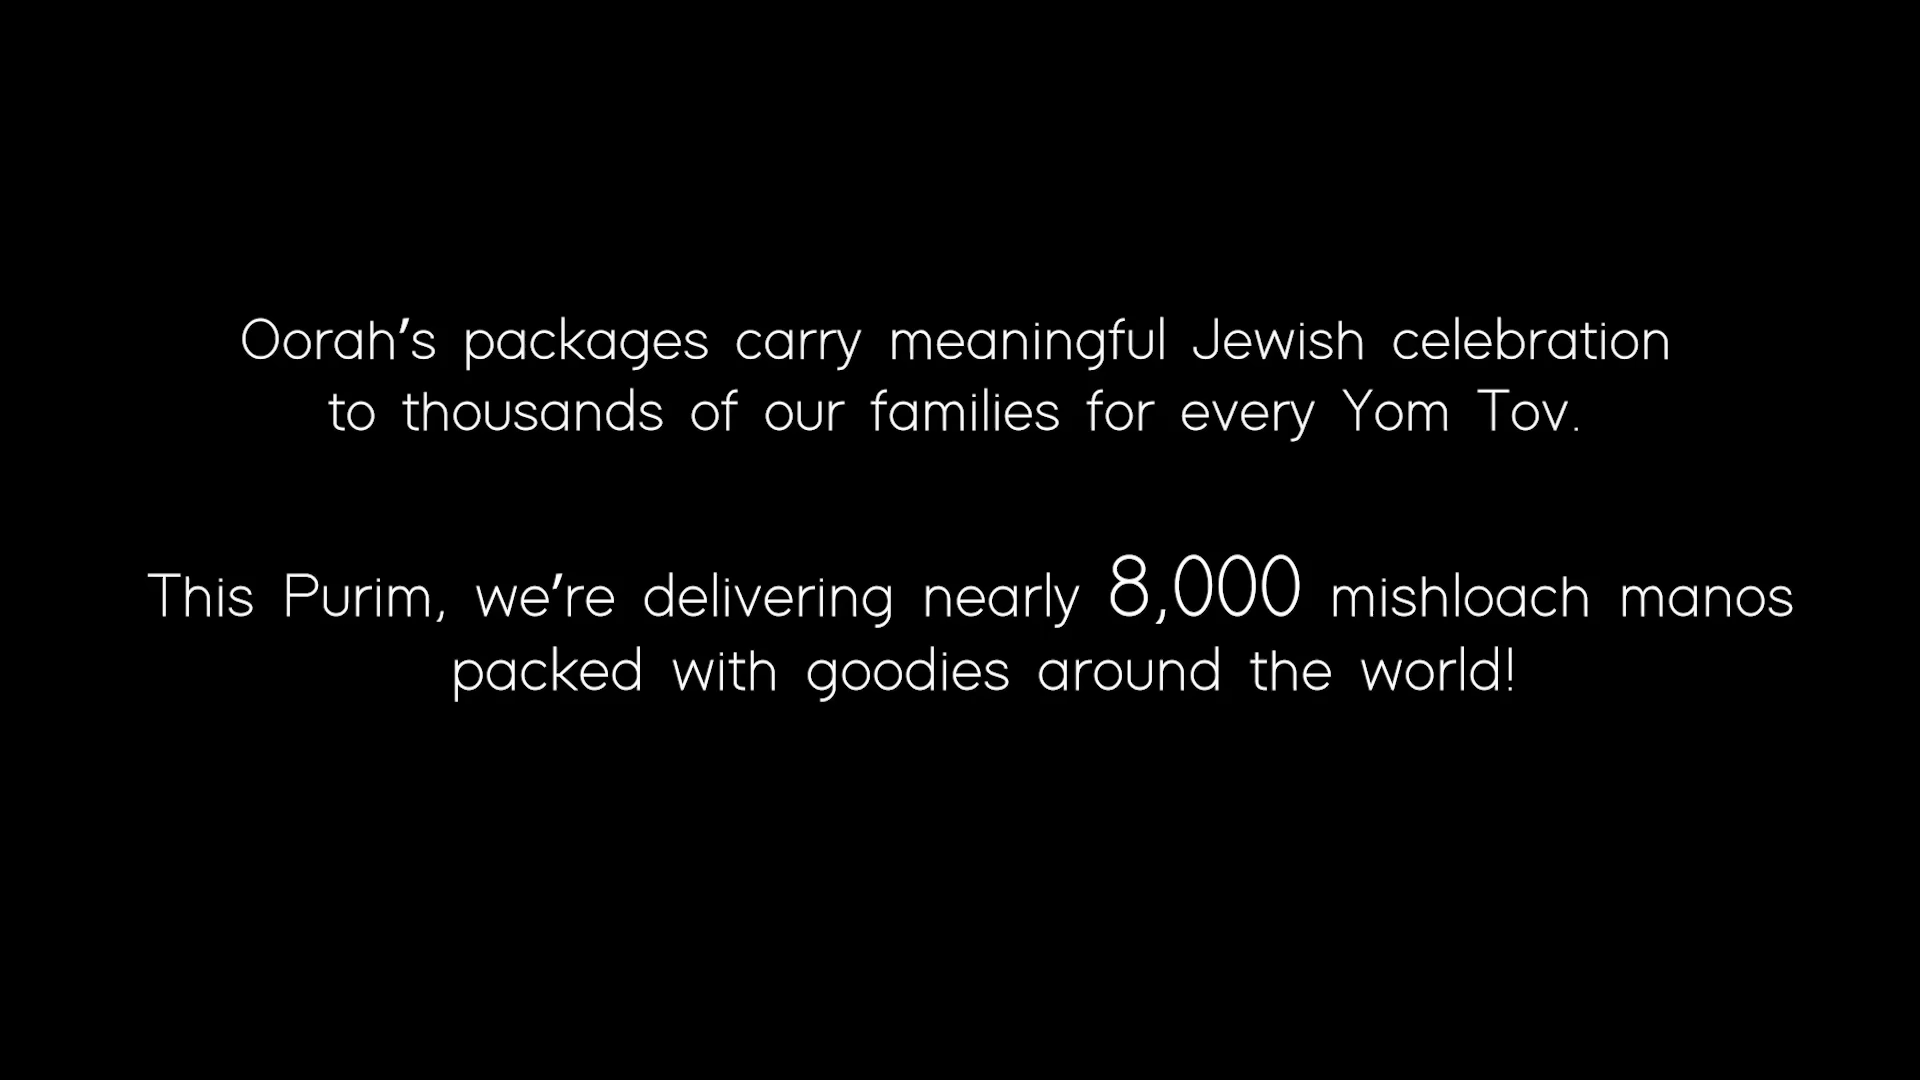 Oorah's packages carry meaningful Jewish celebration
to thousands of our families for every Yom Tov.
This Purim, we're delivering nearly 8,000 mishloach manos
packed with goodies around the world!